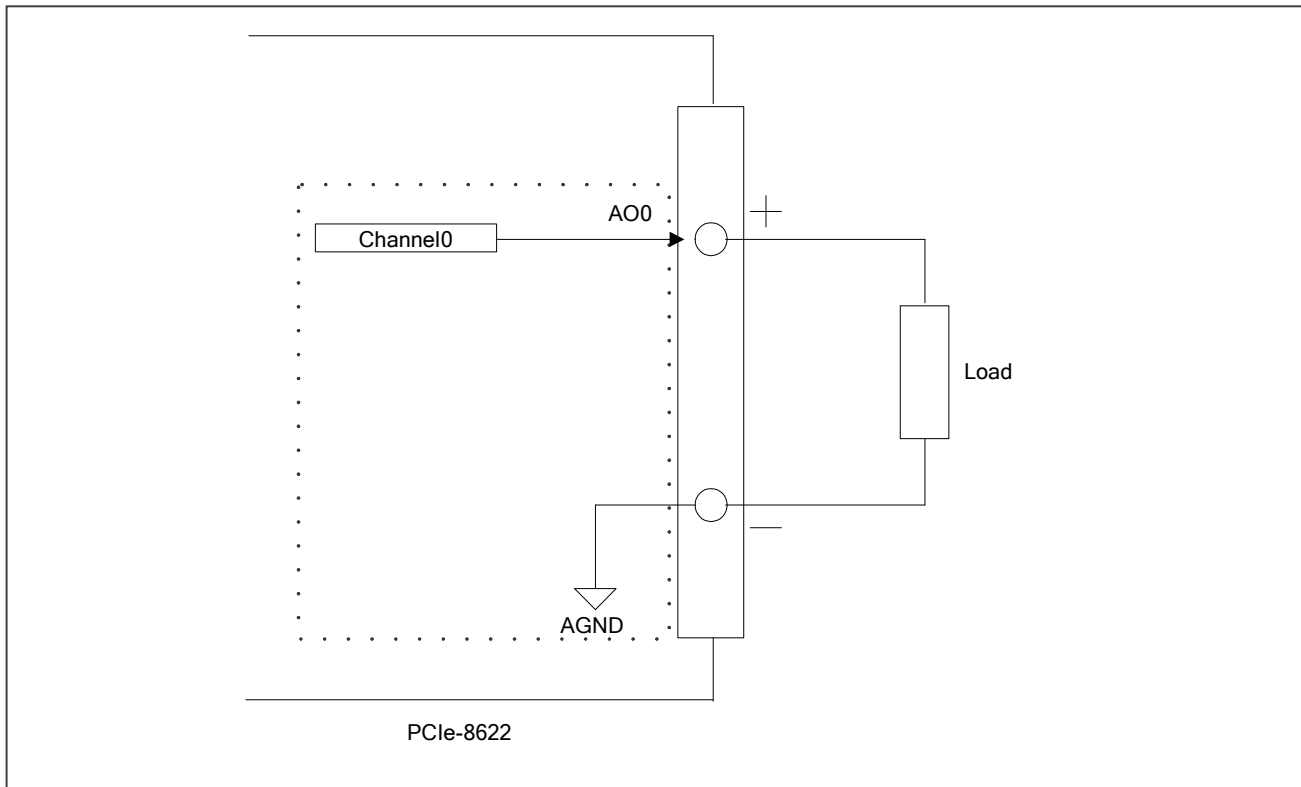 AO0
+
Channel0
Load
—
AGND
PCIe-8622